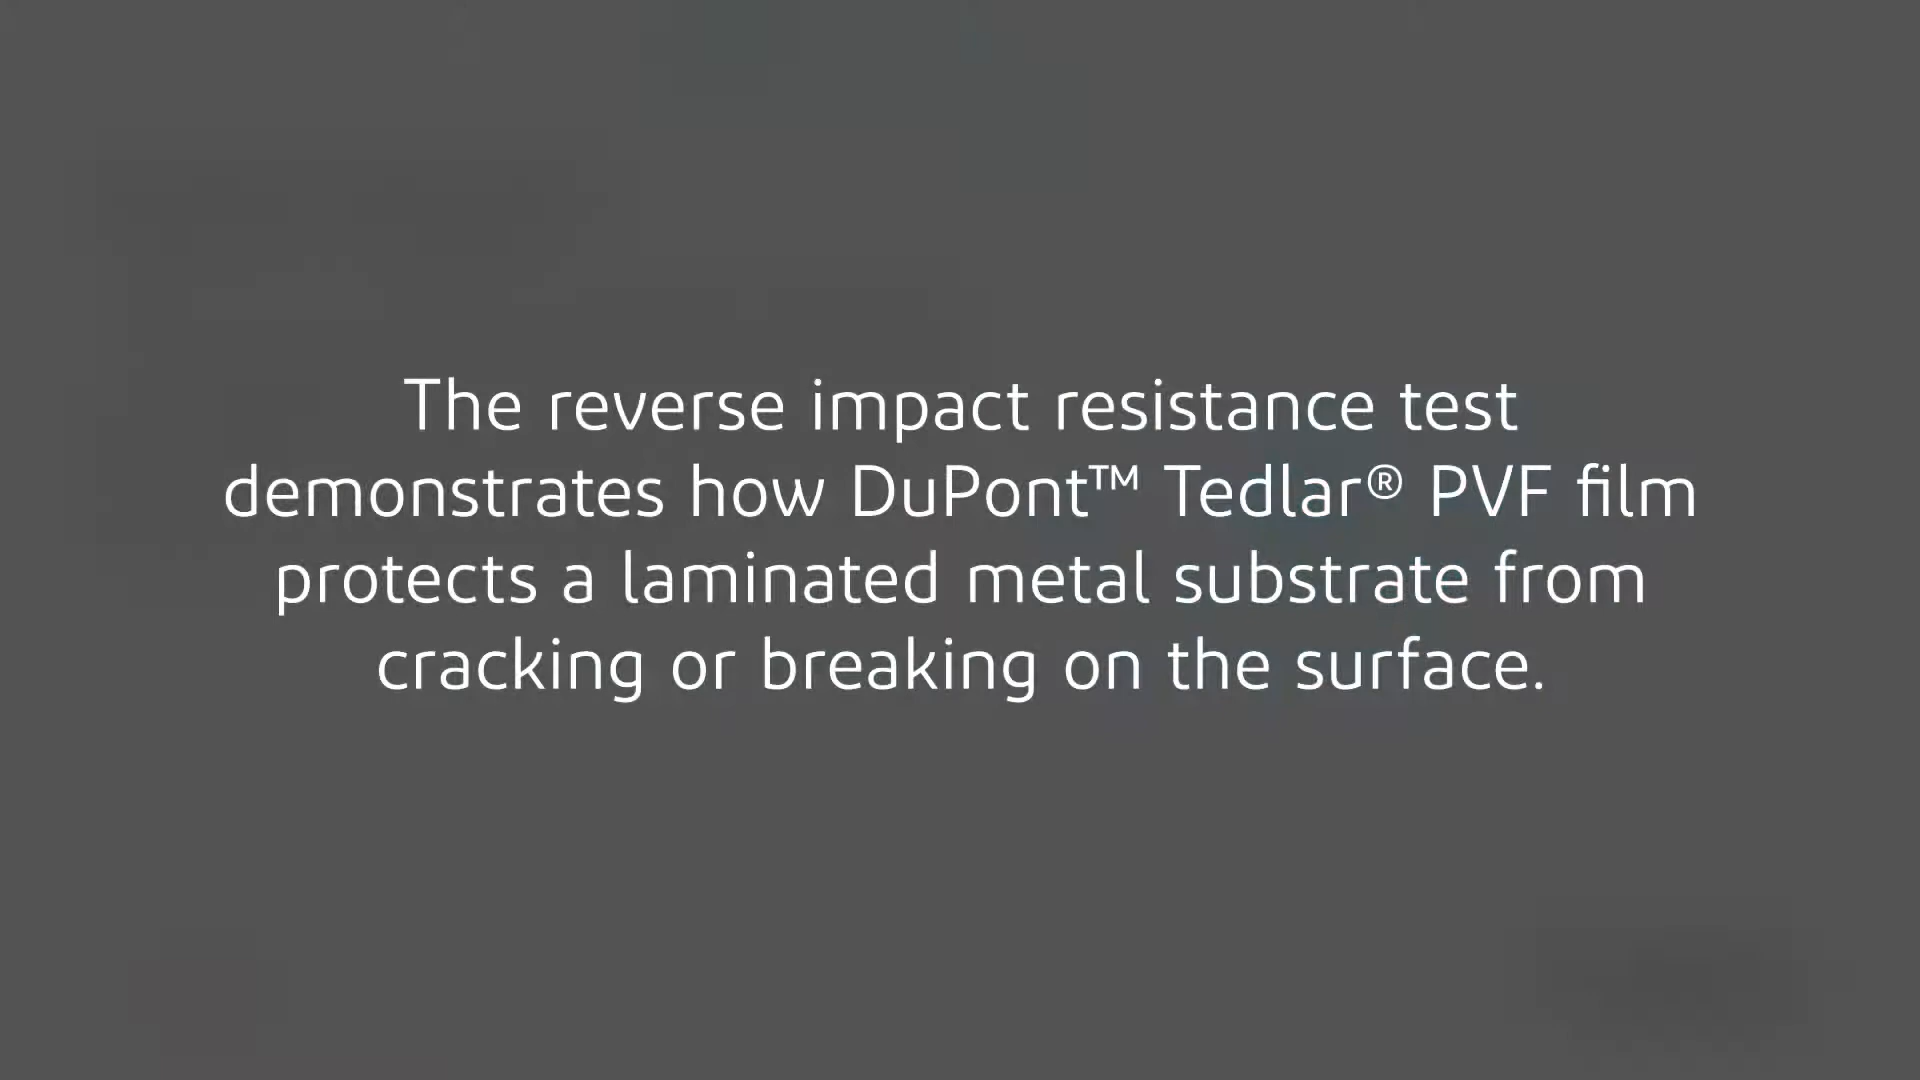 The reverse impact resistance test
demonstrates how DuPont™ Tedlar® PVF film
protects a laminated metal substrate from
cracking or breaking on the surface.